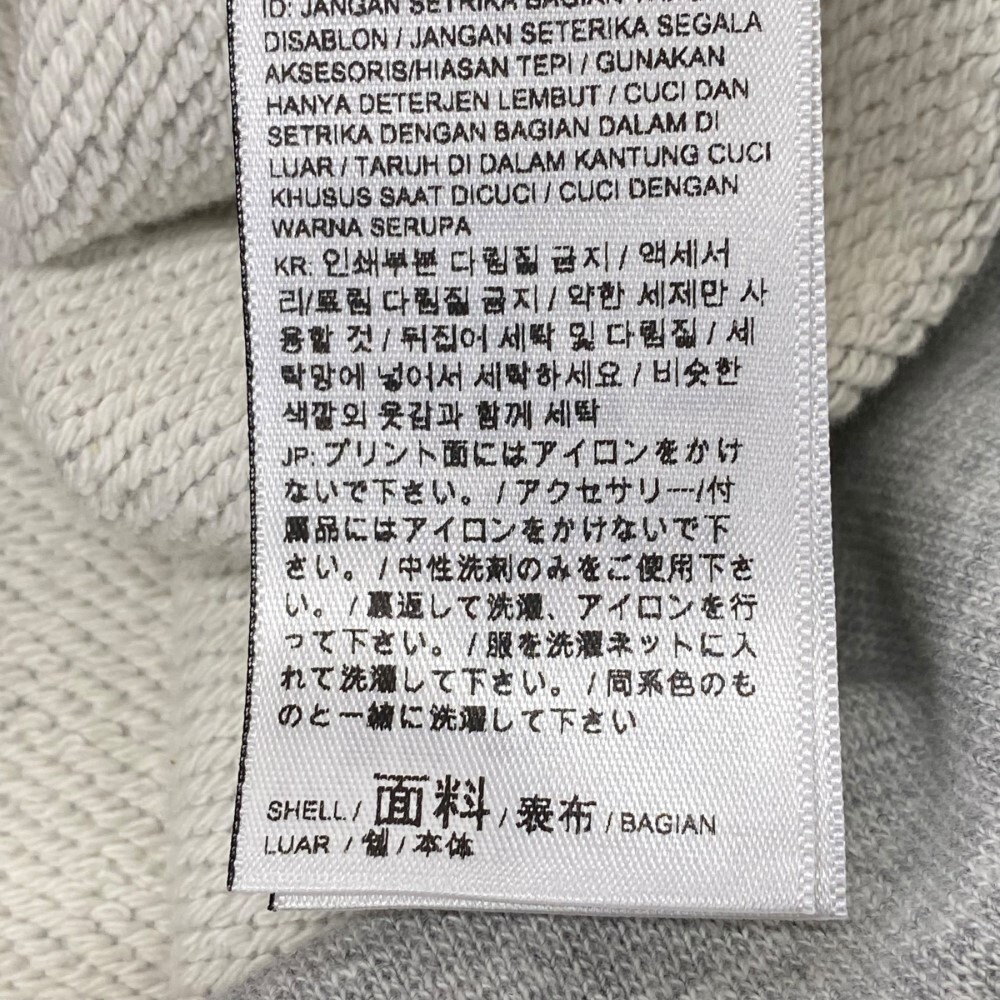 ID: JANGAN SETRIKA BAGIAN
DISABLON / JANGAN SETERIKA SEGALA
AKSESORIS/HIASAN TEPI / GUNAKAN
HANYA DETERJEN LEMBUT / CUCI DAN
SETRIKA DENGAN BAGIAN DALAM DI
LUAR / TARUH DI DALAM KANTUNG CUCI
KHUSUS SAAT DICUCI / CUCI DENGAN
WARNA SERUPA
KR: 인쇄부분 다림질 금지 / 액세서
리/트림 다림질 금지 / 약한 세제만 사
용할 것 / 뒤집어 세탁 및 다림질 / 세
탁망에 넣어서 세탁하세요 / 비슷한
색깔의 옷감과 함께 세탁
JP: プリント面にはアイロンをかけ
ないで下さい。/アクセサリー/付
属品にはアイロンをかけないで下
さい。/中性洗剤のみをご使用下さ
い。/裏返して洗濯、アイロンを行
って下さい。/服を洗濯ネットに入
れて洗濯して下さい。/同系色のも
のと一緒に洗濯して下さい
SHELL / 面料 / 表布 / BAGIAN
LUAR / / 本体